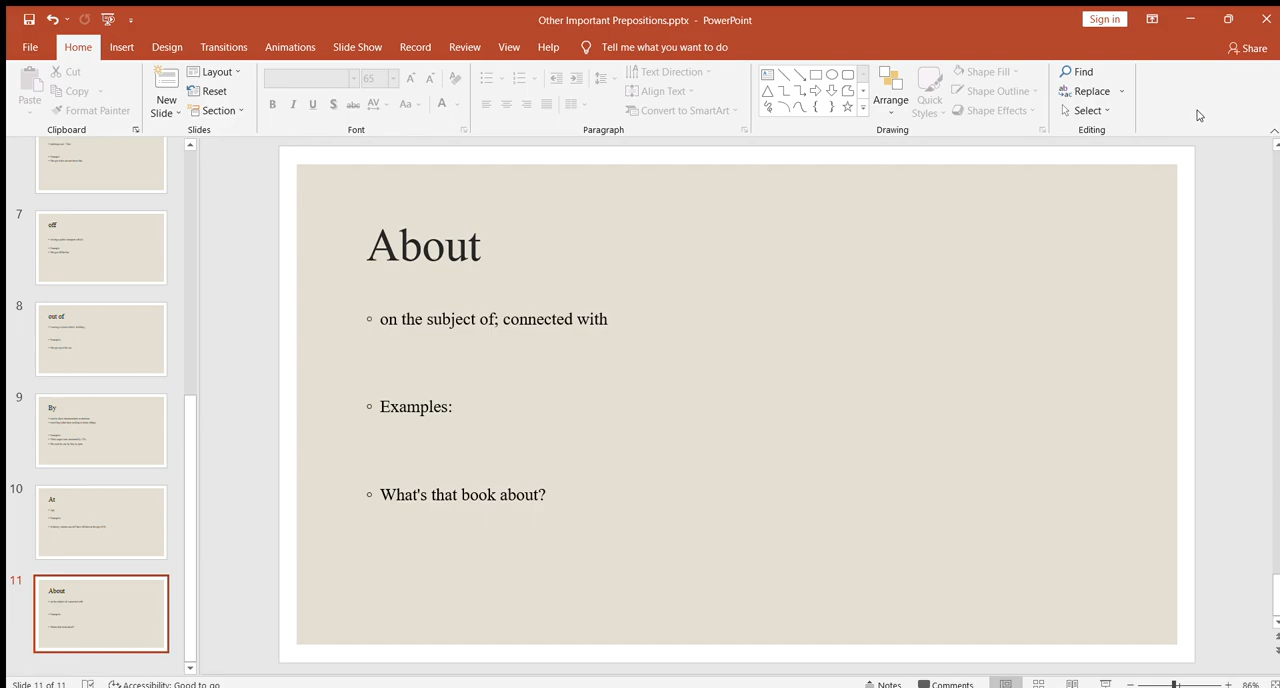 Other Important Prepositions.pptx - PowerPoint
Sign in
File Home Insert Design Transitions Animations Slide Show Record Review View Help Tell me what you want to do
Share
Paste
Cut
Copy
Format Painter
Clipboard
New
Slide
Layout
Reset
Section
Slides
65
B I U S abc AV Aa A
Font
Text Direction
Align Text
Convert to SmartArt
Paragraph
Arrange
Quick
Styles
Shape Fill
Shape Outline
Shape Effects
Drawing
Find
Replace
Select
Editing
7
off
8
out of
9
By
10
At
11
About
About
on the subject of; connected with
Examples:
What's that book about?
Slide 11 of 11
Accessibility: Good to go
Notes
Comments
86%